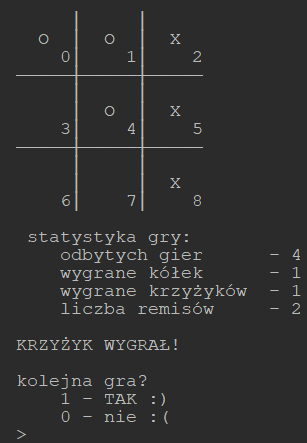 O O X
0 1 2
O X
3 4 5
X
6 7 8
statystyka gry:
odbytych gier - 4
wygrane kółek - 1
wygrane krzyżyków - 1
liczba remisów - 2
KRZYŻYK WYGRAŁ!
kolejna gra?
1 - TAK :)
0 - nie :(
>